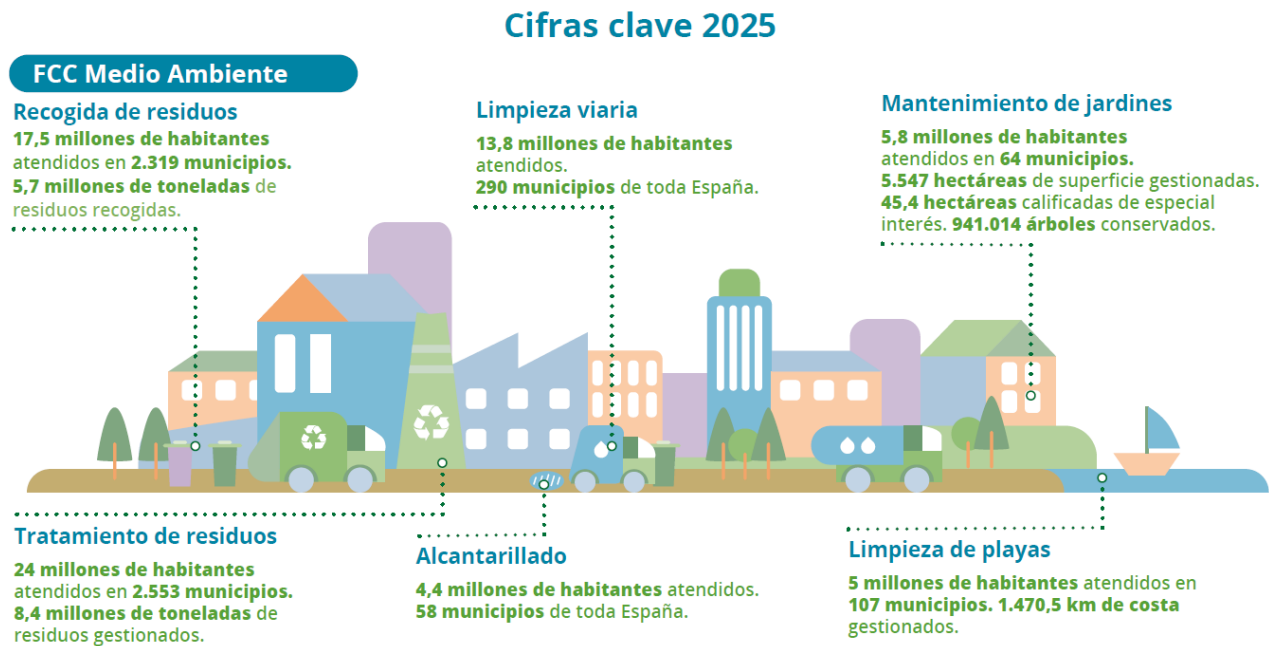 Cifras clave 2025
FCC Medio Ambiente
Recogida de residuos
17,5 millones de habitantes
atendidos en 2.319 municipios.
5,7 millones de toneladas de
residuos recogidas.
Limpieza viaria
13,8 millones de habitantes
atendidos.
290 municipios de toda España.
Mantenimiento de jardines
5,8 millones de habitantes
atendidos en 64 municipios.
5.547 hectáreas de superficie gestionadas.
45,4 hectáreas calificadas de especial
interés. 941.014 árboles conservados.
Tratamiento de residuos
24 millones de habitantes
atendidos en 2.553 municipios.
8,4 millones de toneladas de
residuos gestionados.
Alcantarillado
4,4 millones de habitantes atendidos.
58 municipios de toda España.
Limpieza de playas
5 millones de habitantes atendidos en
107 municipios. 1.470,5 km de costa
gestionados.